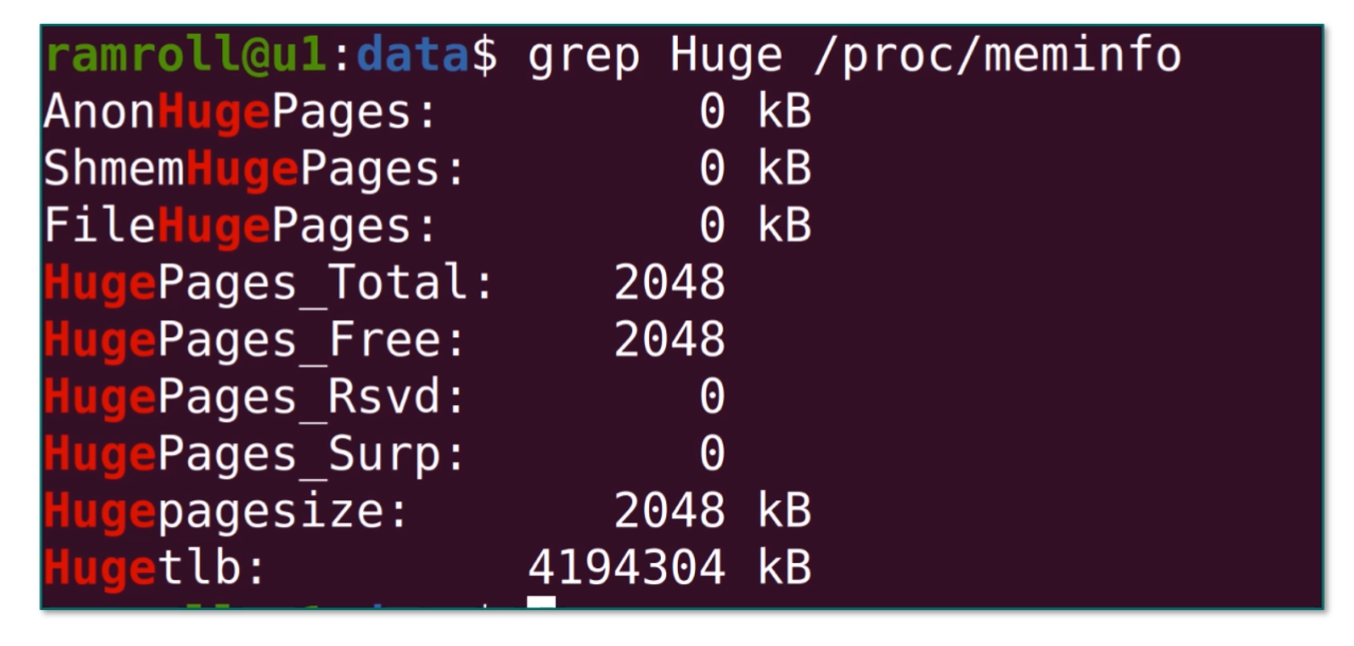 ramroll@u1:data$ grep Huge /proc/meminfo
AnonHugePages:         0 kB
ShmemHugePages:        0 kB
FileHugePages:         0 kB
HugePages_Total:    2048
HugePages_Free:     2048
HugePages_Rsvd:        0
HugePages_Surp:        0
Hugepagesize:       2048 kB
Hugetlb:         4194304 kB